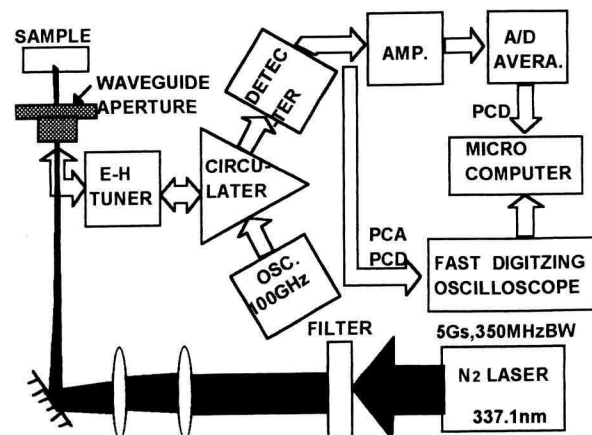 SAMPLE
WAVEGUIDE
APERTURE
E-H
TUNER
CIRCU-
LATER
DETEC
TER
AMP.
A/D
AVERA.
PCD
MICRO
COMPUTER
OSC.
100GHz
PCA
PCD
FAST DIGITZING
OSCILLOSCOPE
5Gs,350MHzBW
FILTER
N2 LASER
337.1nm